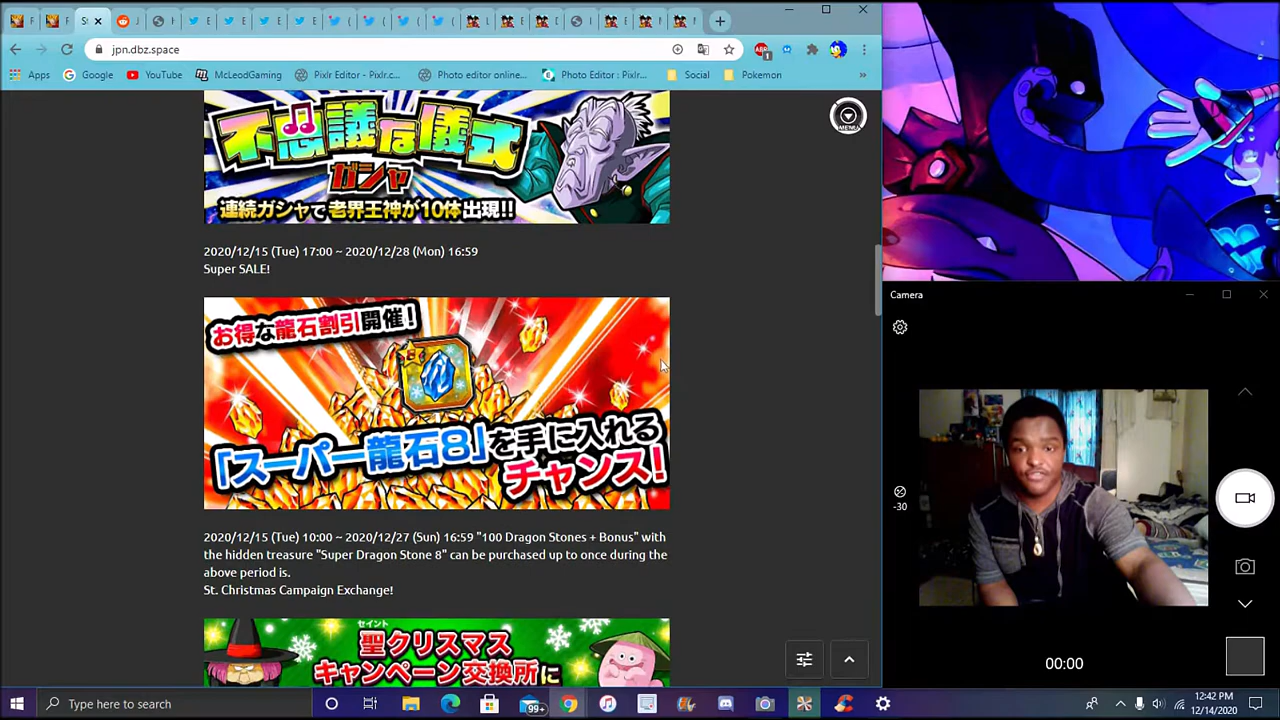 jpn.dbz.space
Apps
Google
YouTube
McLeodGaming
Pixlr Editor - Pixlr.c...
Photo editor online...
Photo Editor : Pixlr...
Social
Pokemon
»
不思議な儀式
ガシャ
連続ガシャで老界王神が10体出現!!
MENU
2020/12/15 (Tue) 17:00 ~ 2020/12/28 (Mon) 16:59
Super SALE!
お得な龍石割引開催!
8
「スーパー龍石8」を手に入れる
チャンス!
2020/12/15 (Tue) 10:00 ~ 2020/12/27 (Sun) 16:59 "100 Dragon Stones + Bonus" with
the hidden treasure "Super Dragon Stone 8" can be purchased up to once during the
above period is.
St. Christmas Campaign Exchange!
セイント
聖クリスマス
キャンペーン交換所に
Camera
-30
00:00
Type here to search
99+
12:42 PM
12/14/2020